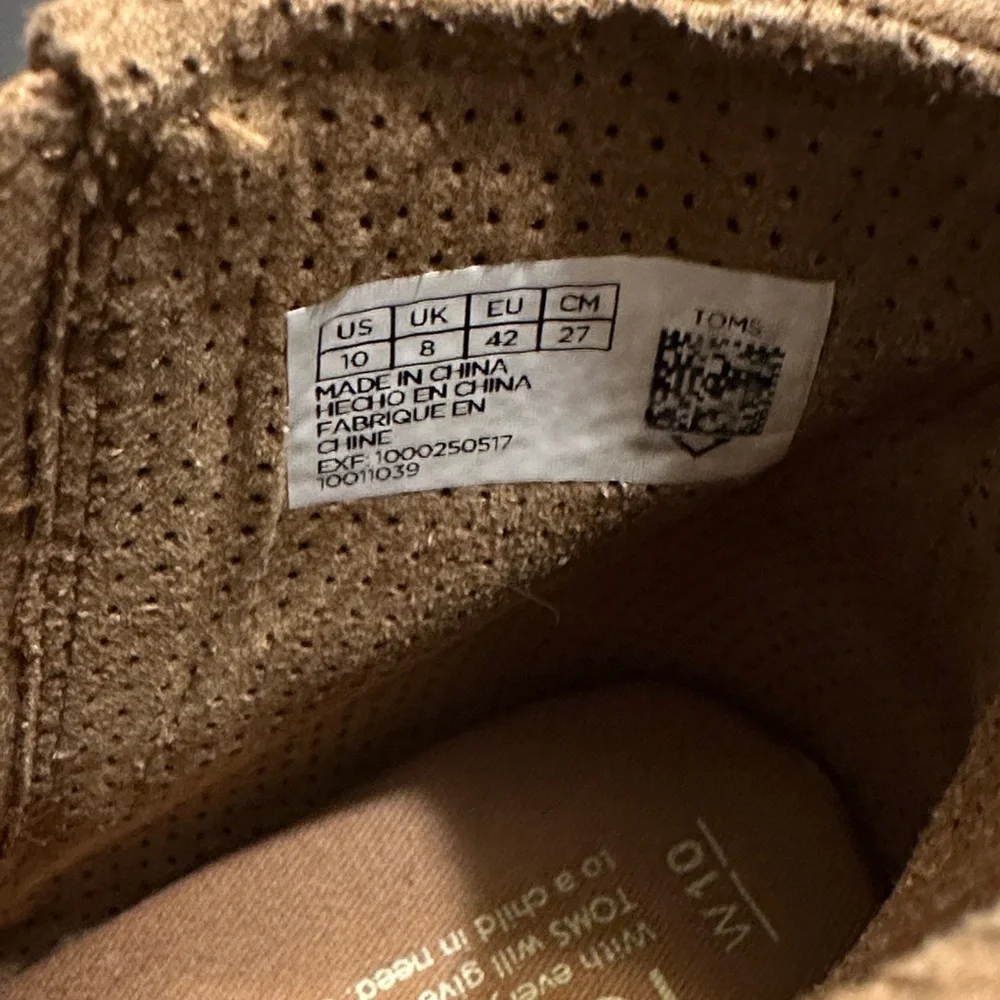 US UK EU CM
10 8 42 27
MADE IN CHINA
HECHO EN CHINA
FABRIQUE EN
CHINE
EXF: 1000250517
10011039
TOMS
W 10
With every
TOMS will give
to a child in need.